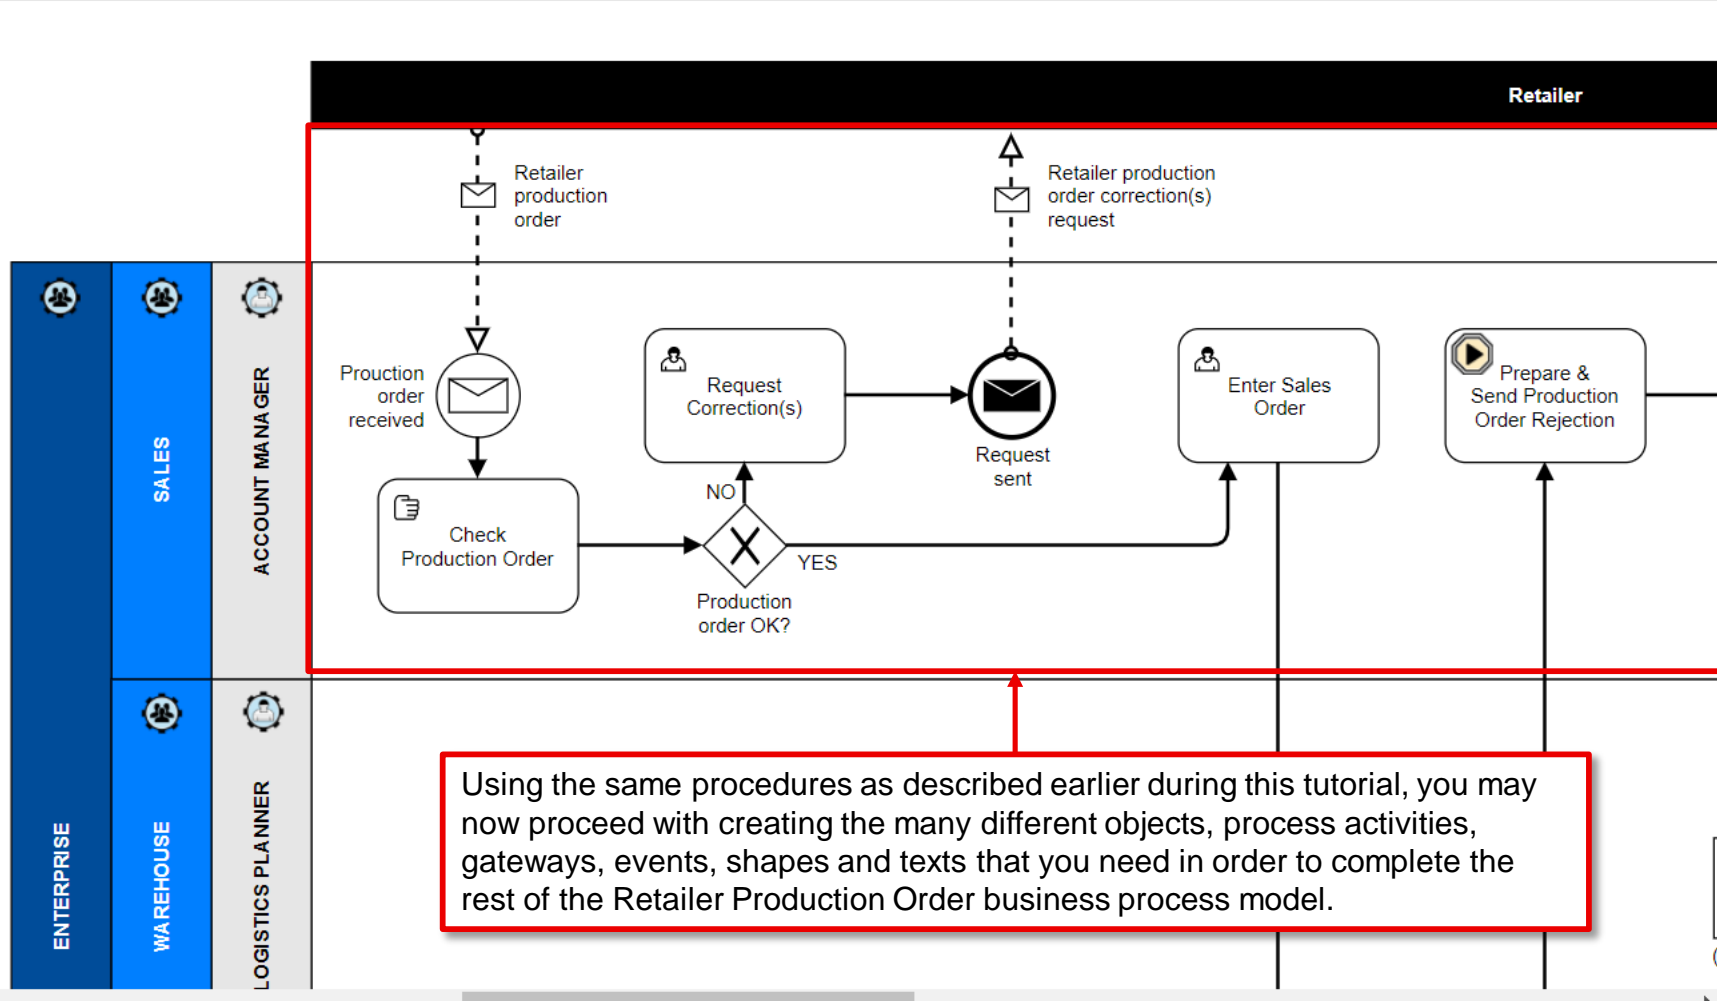 Retailer
Retailer
production
order
Retailer production
order correction(s)
request
ENTERPRISE
SALES
ACCOUNT MANAGER
Prouction
order
received
Request
Correction(s)
Request
sent
Enter Sales
Order
Prepare &
Send Production
Order Rejection
NO
Check
Production Order
YES
Production
order OK?
WAREHOUSE
LOGISTICS PLANNER
Using the same procedures as described earlier during this tutorial, you may
now proceed with creating the many different objects, process activities,
gateways, events, shapes and texts that you need in order to complete the
rest of the Retailer Production Order business process model.
(